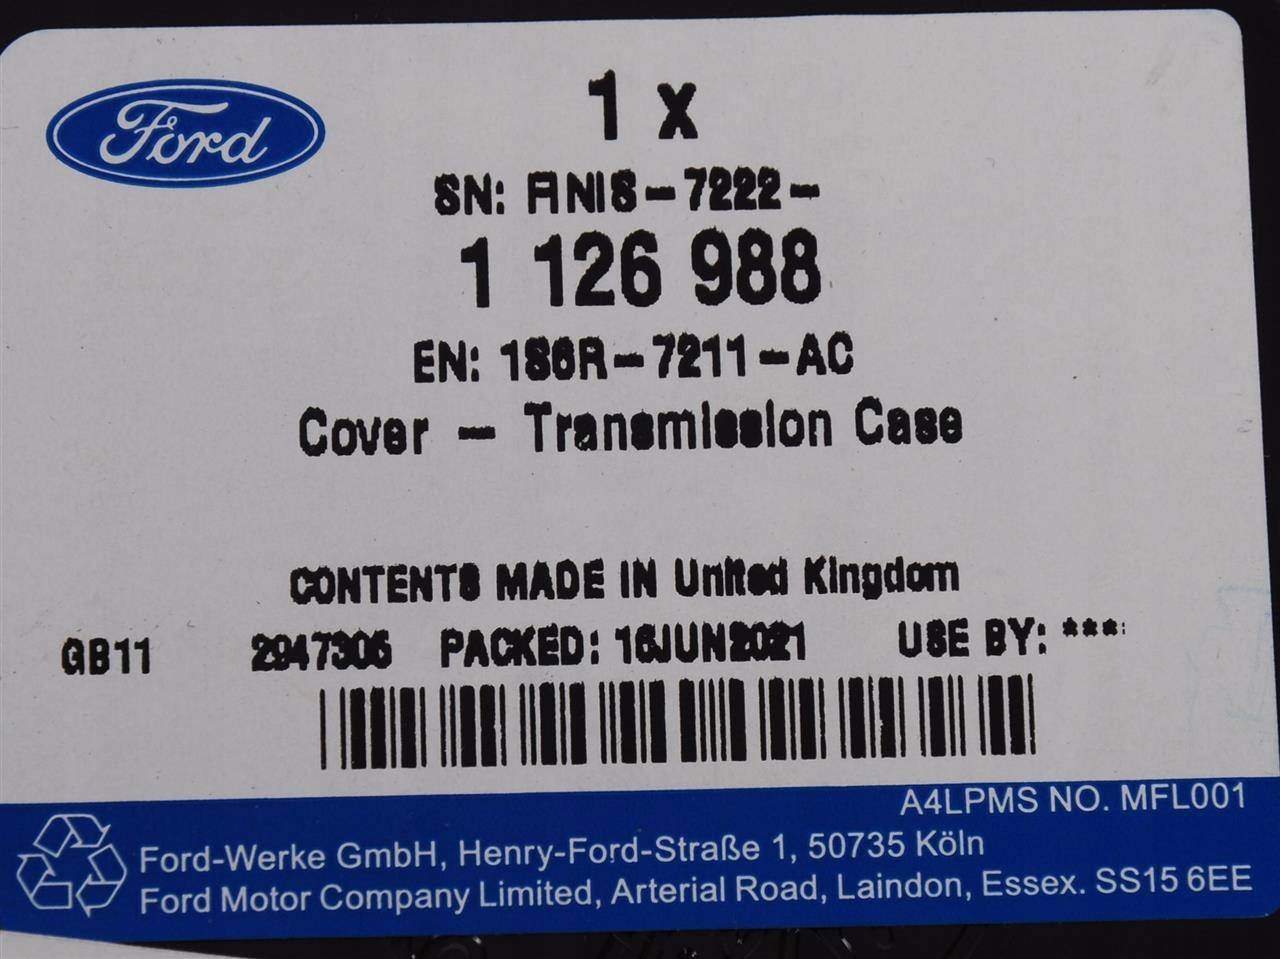 Ford
1 x
SN: FINIS-7222-
1 126 988
EN: 1S6R-7211-AC
Cover - Transmission Case
CONTENTS MADE IN United Kingdom
GB11 2947306 PACKED: 16JUN2021 USE BY: ***
A4LPMS NO. MFL001
Ford-Werke GmbH, Henry-Ford-Straße 1, 50735 Köln
Ford Motor Company Limited, Arterial Road, Laindon, Essex. SS15 6EE